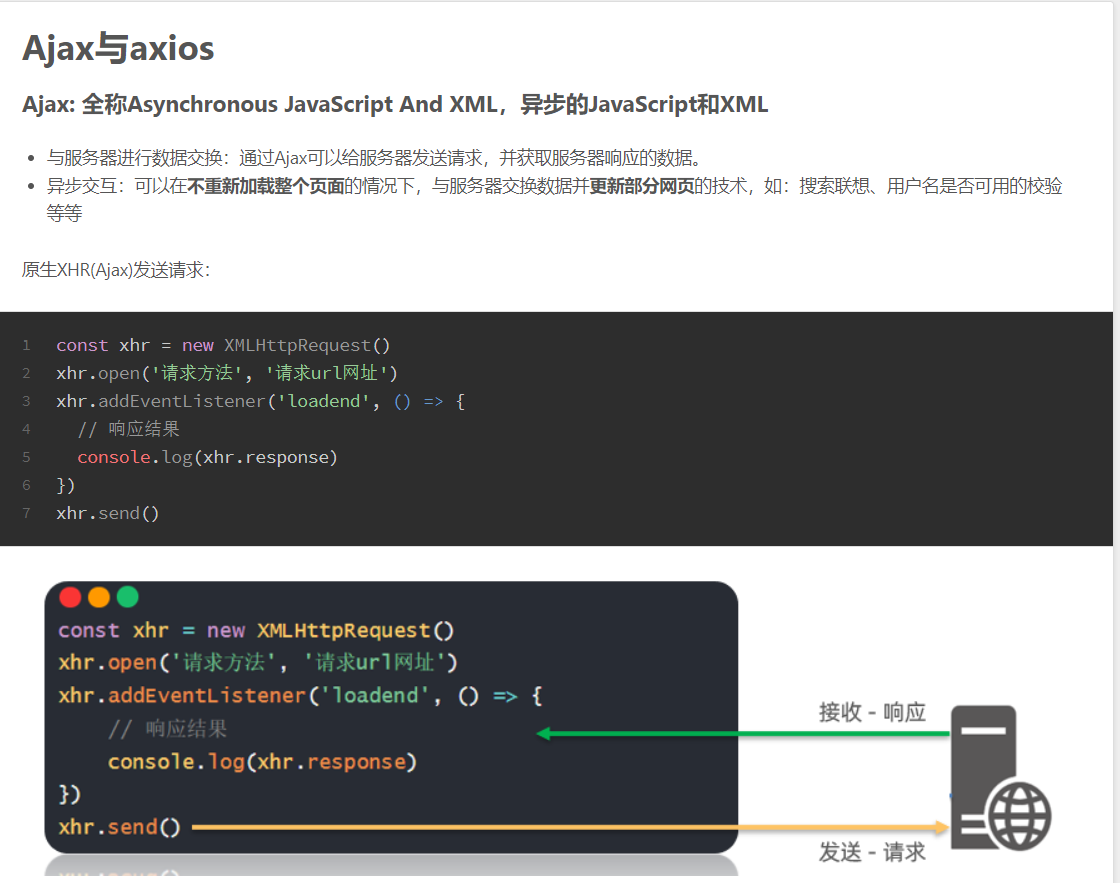 Ajax与axios
Ajax: 全称Asynchronous JavaScript And XML，异步的JavaScript和XML
与服务器进行数据交换：通过Ajax可以给服务器发送请求，并获取服务器响应的数据。
异步交互：可以在不重新加载整个页面的情况下，与服务器交换数据并更新部分网页的技术，如：搜索联想、用户名是否可用的校验
等等
原生XHR(Ajax)发送请求：
1 const xhr = new XMLHttpRequest()
2 xhr.open('请求方法', '请求url网址')
3 xhr.addEventListener('loadend', () => {
4 // 响应结果
5 console.log(xhr.response)
6 })
7 xhr.send()
const xhr = new XMLHttpRequest()
xhr.open('请求方法', '请求url网址')
xhr.addEventListener('loadend', () => {
// 响应结果
console.log(xhr.response)
})
xhr.send()
接收 - 响应
发送 - 请求